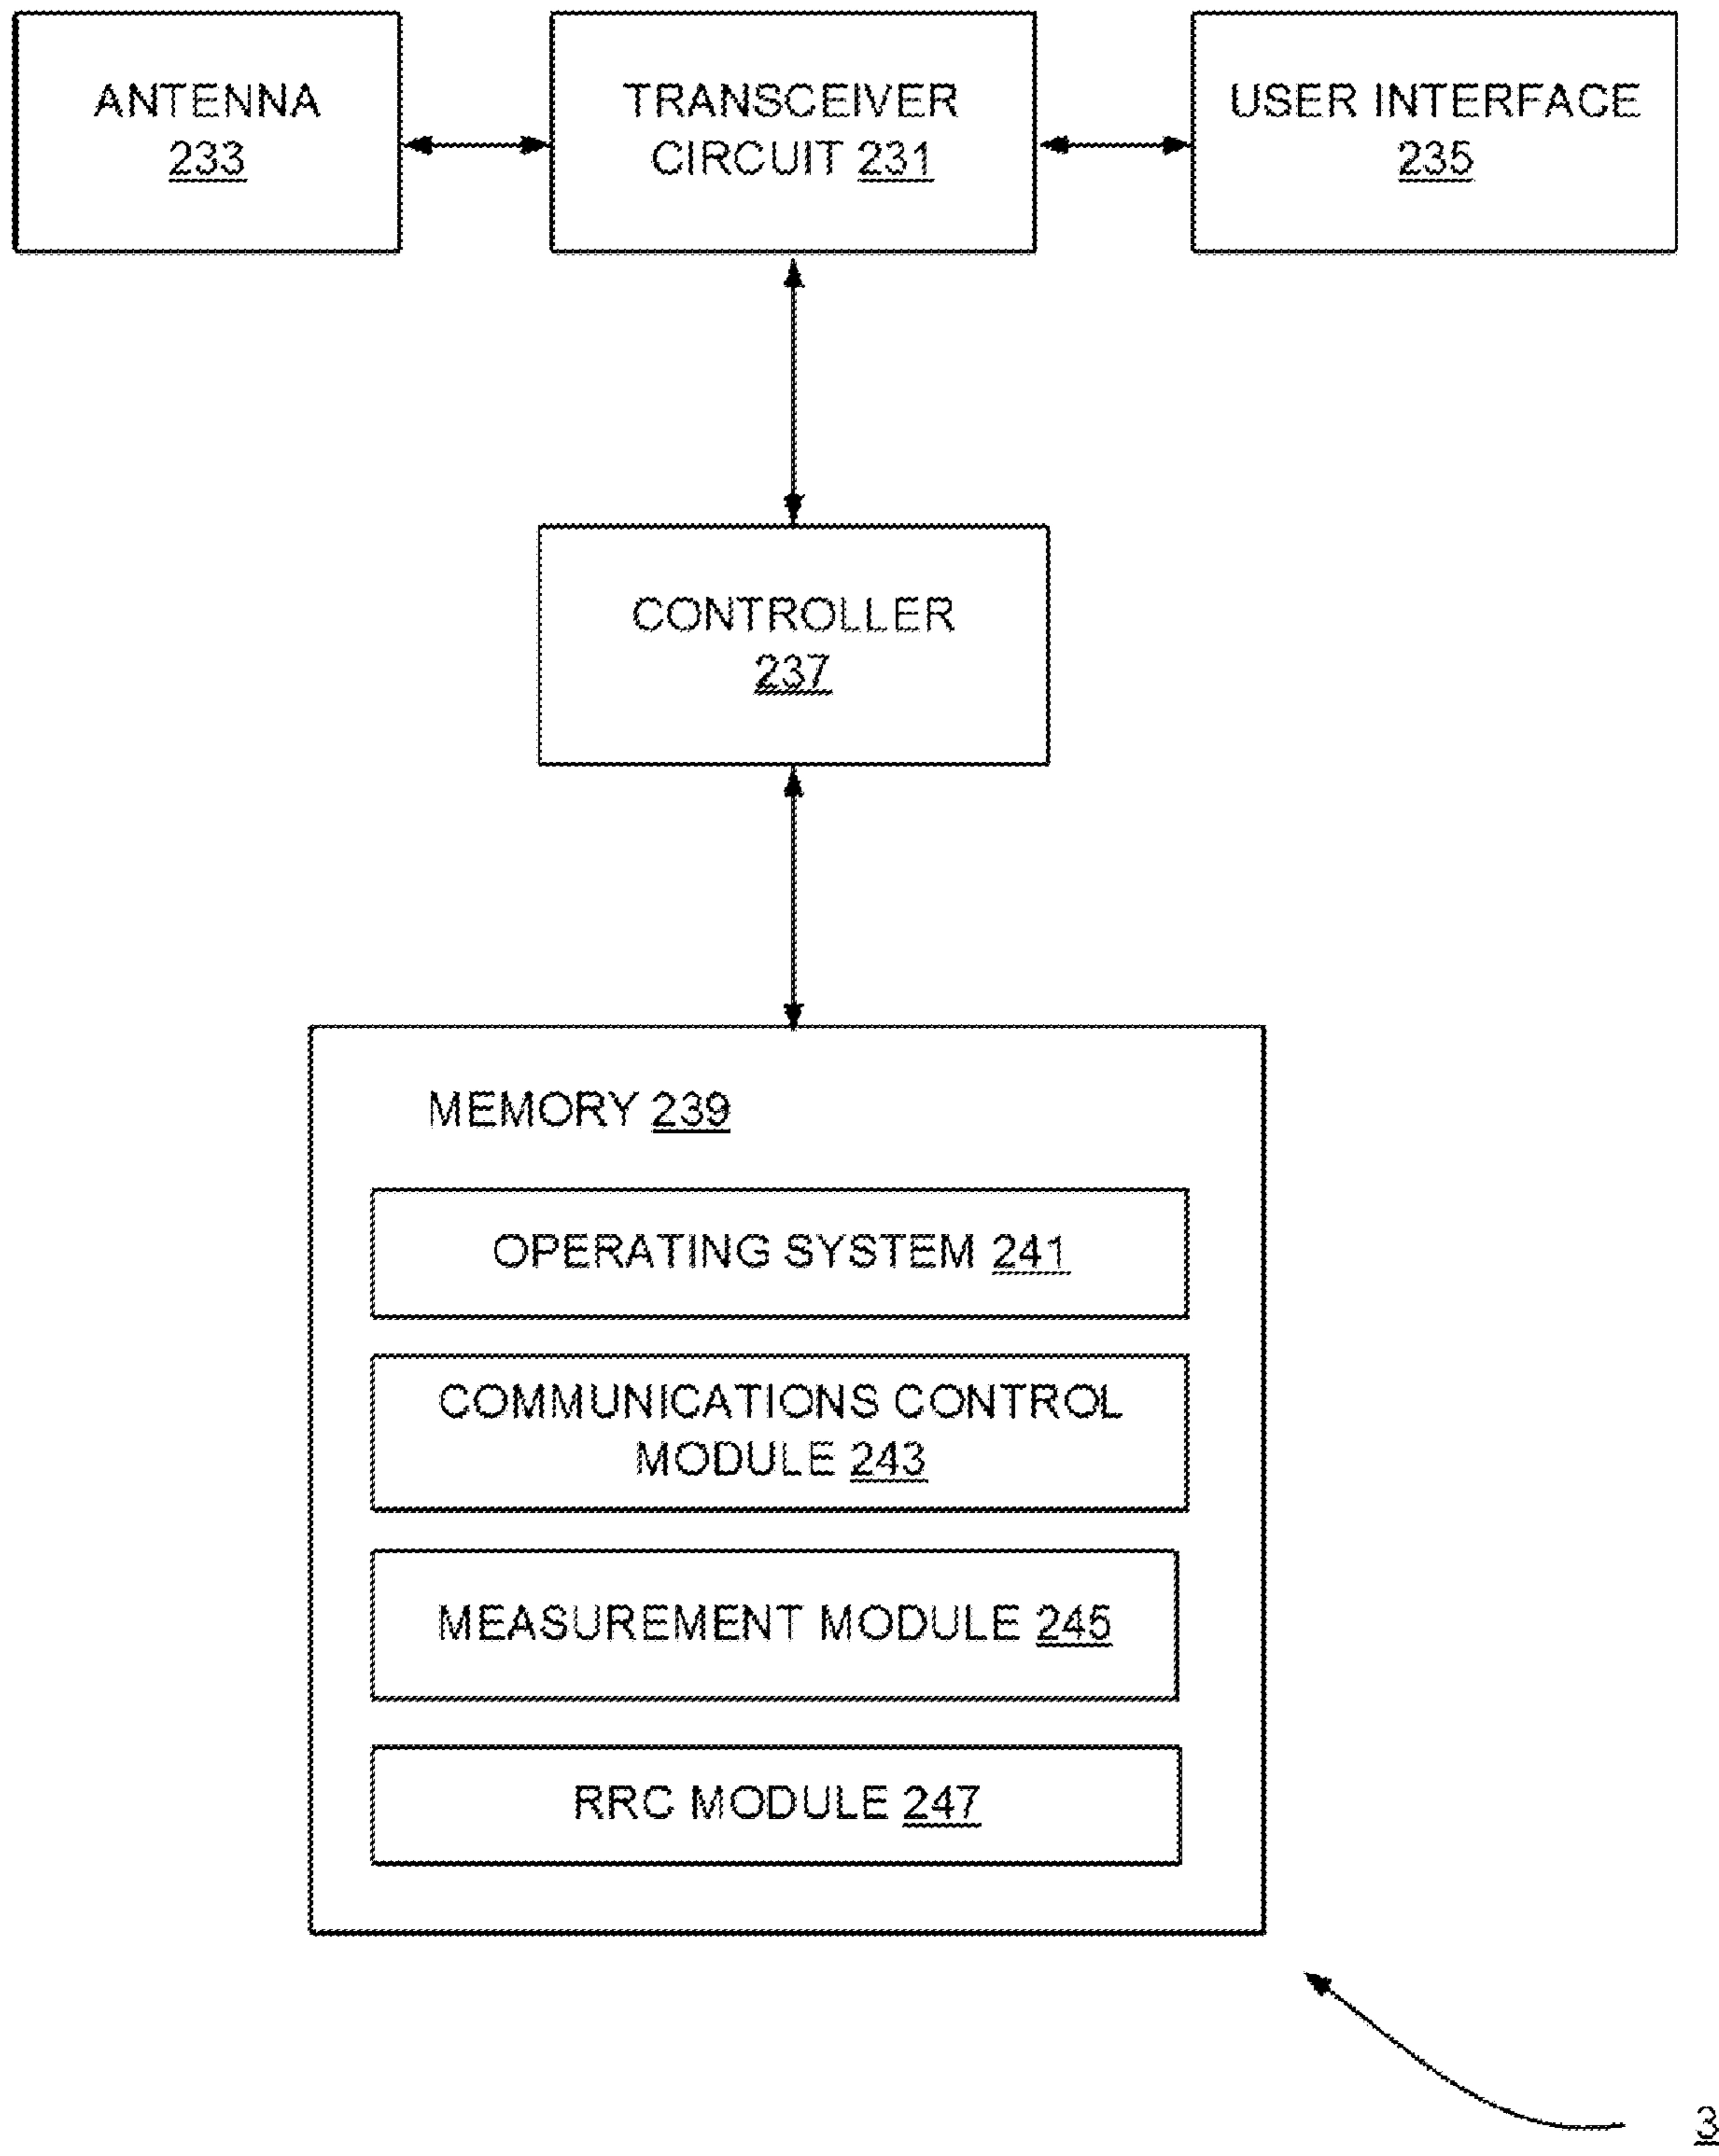 ANTENNA
233
TRANSCEIVER
CIRCUIT 231
USER INTERFACE
235
CONTROLLER
237
MEMORY 239
OPERATING SYSTEM 241
COMMUNICATIONS CONTROL
MODULE 243
MEASUREMENT MODULE 245
RRC MODULE 247
3